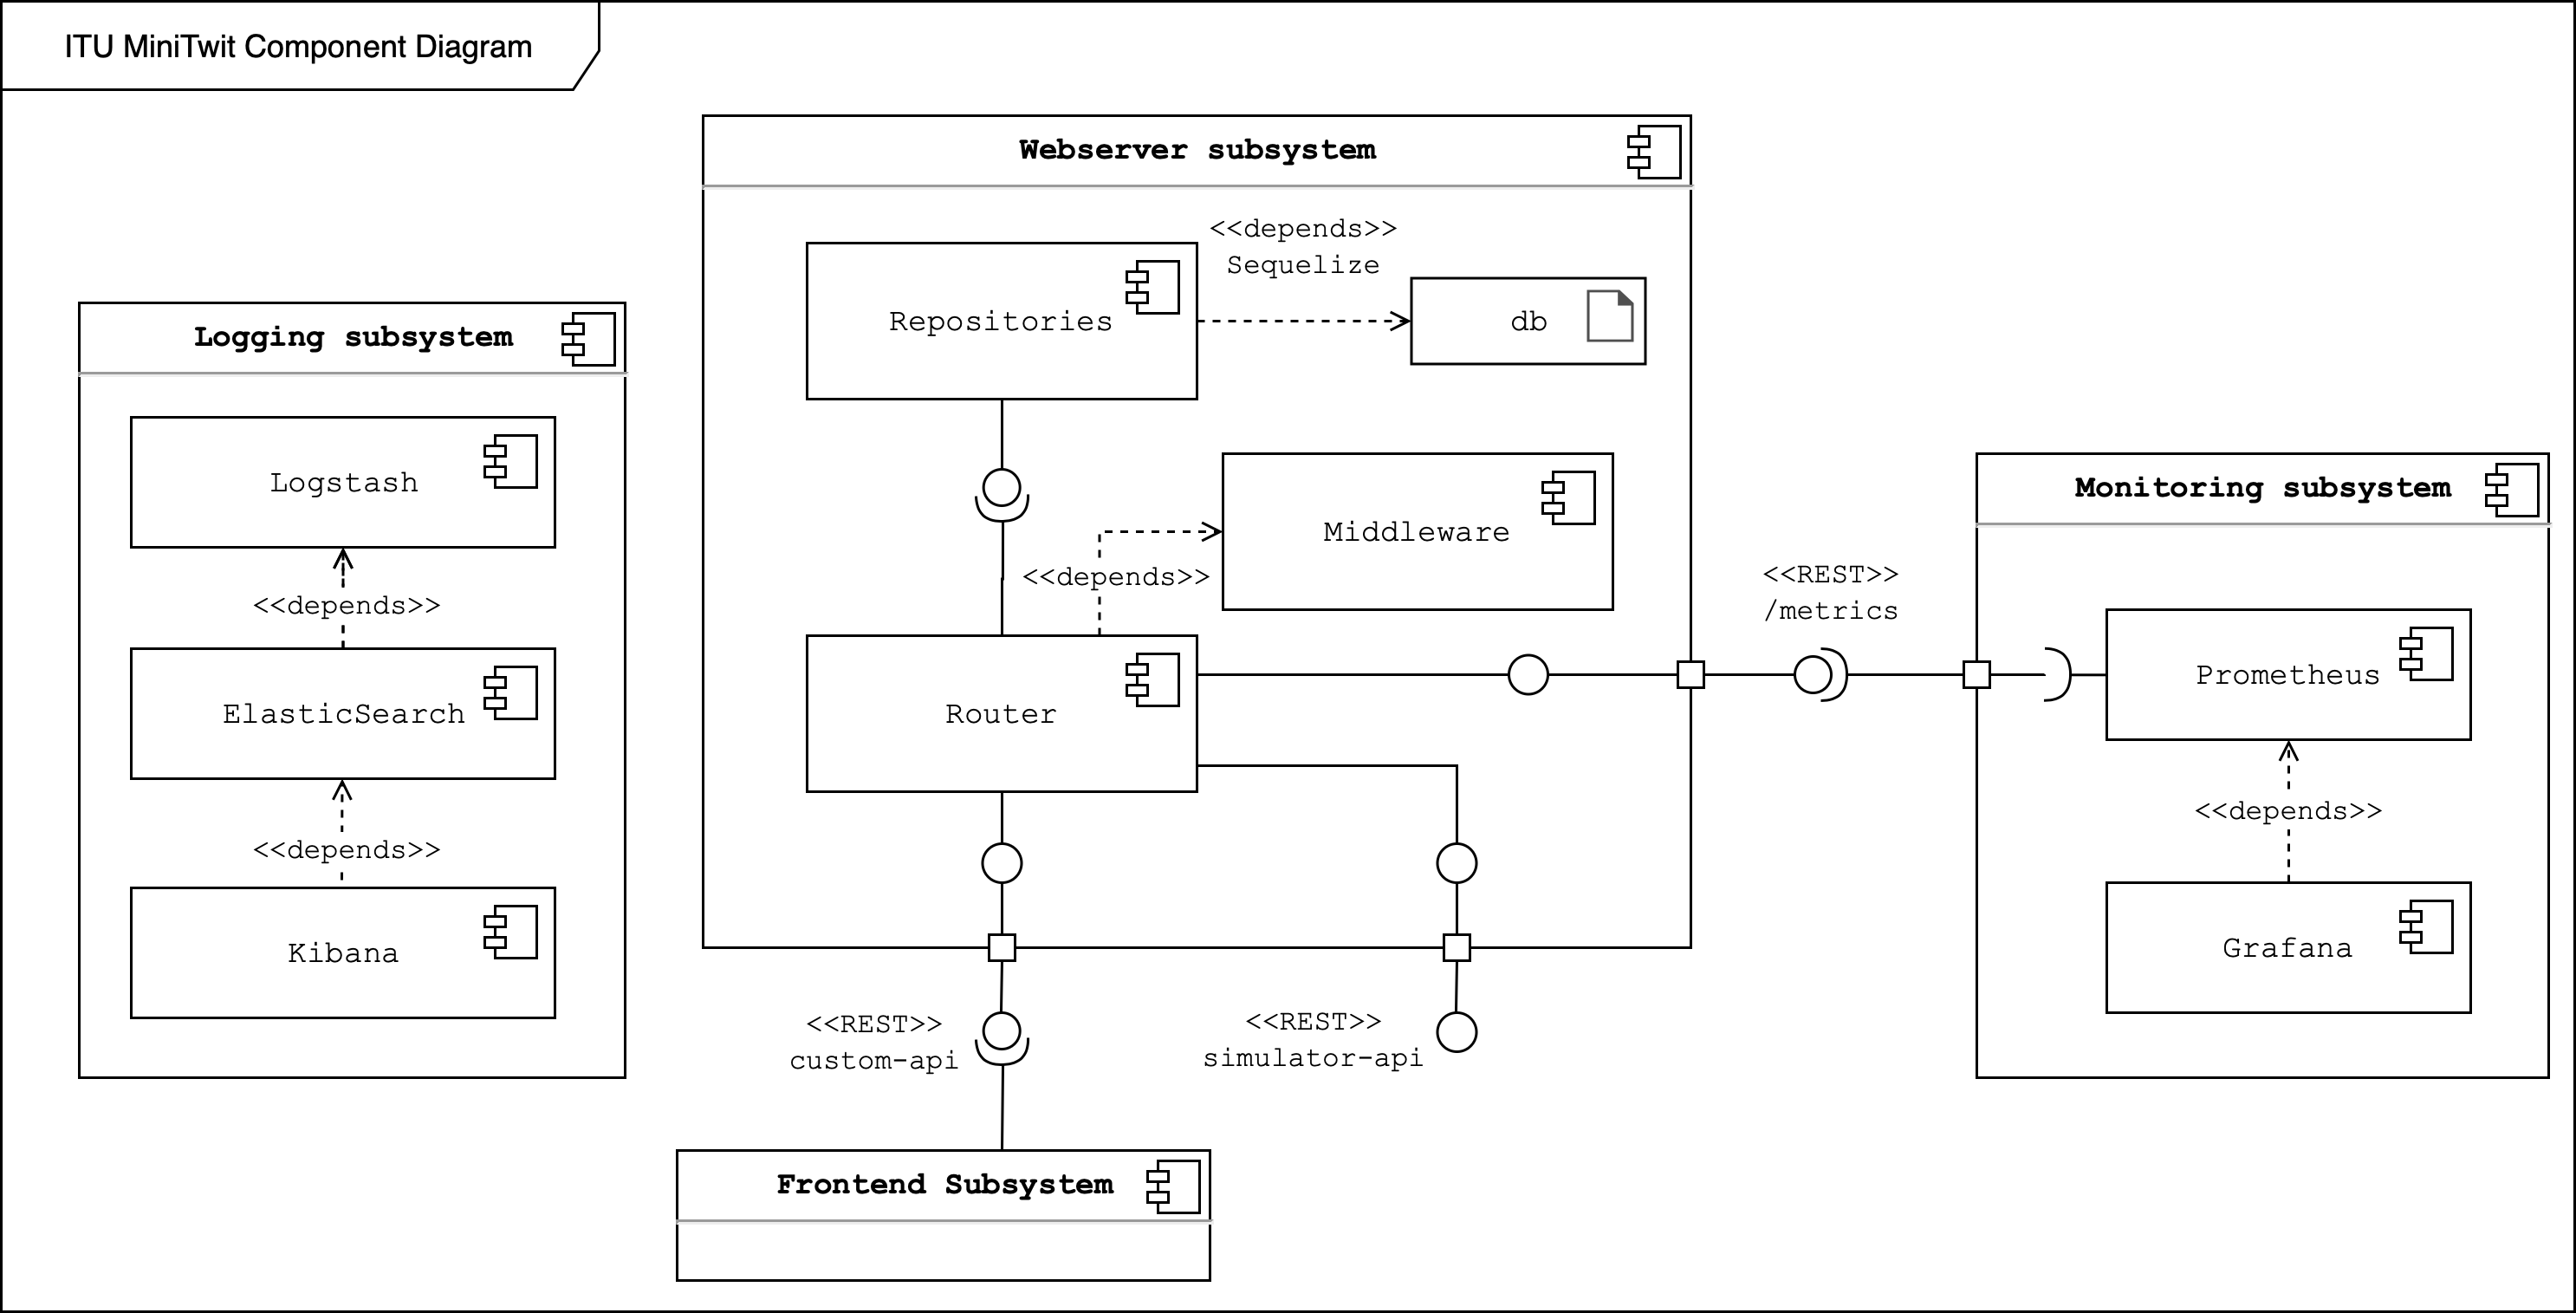 ITU MiniTwit Component Diagram
Webserver subsystem
<<depends>>
Sequelize
Repositories
db
Middleware
<<depends>>
Router
Logging subsystem
Logstash
<<depends>>
ElasticSearch
<<depends>>
Kibana
<<REST>>
/metrics
Monitoring subsystem
Prometheus
<<depends>>
Grafana
<<REST>>
custom-api
<<REST>>
simulator-api
Frontend Subsystem